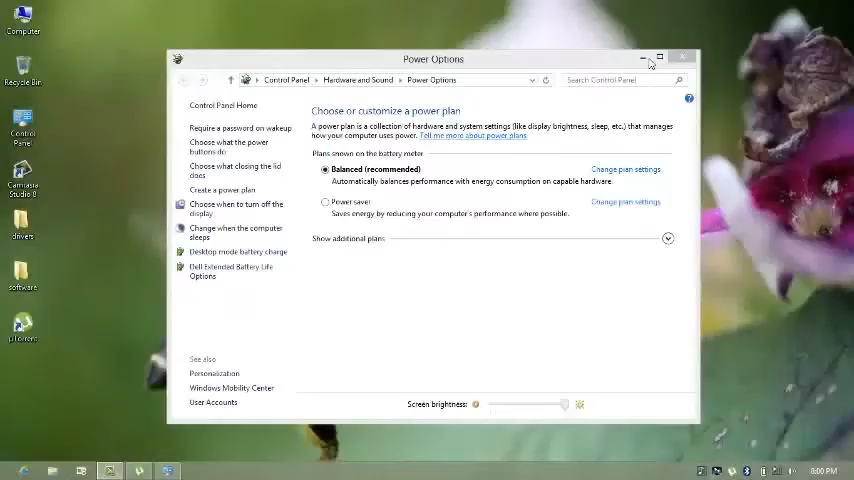 Computer
Recycle Bin
Control
Panel
Camtasia
Studio 8
drivers
software
µTorrent
Power Options
Control Panel
Hardware and Sound
Power Options
Search Control Panel
Control Panel Home
Require a password on wakeup
Choose what the power
buttons do
Choose what closing the lid
does
Create a power plan
Choose when to turn off the
display
Change when the computer
sleeps
Desktop mode battery charge
Dell Extended Battery Life
Options
See also
Personalization
Windows Mobility Center
User Accounts
Choose or customize a power plan
A power plan is a collection of hardware and system settings (like display brightness, sleep, etc.) that manages
how your computer uses power. Tell me more about power plans
Plans shown on the battery meter
Balanced (recommended)
Change plan settings
Automatically balances performance with energy consumption on capable hardware.
Power saver
Change plan settings
Saves energy by reducing your computer's performance where possible.
Show additional plans
Screen brightness:
8:00 PM